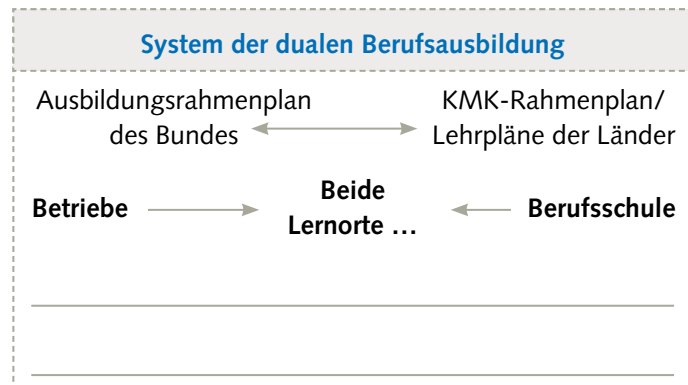 System der dualen Berufsausbildung
Ausbildungsrahmenplan
des Bundes
KMK-Rahmenplan/
Lehrpläne der Länder
Betriebe
Beide
Lernorte …
Berufsschule